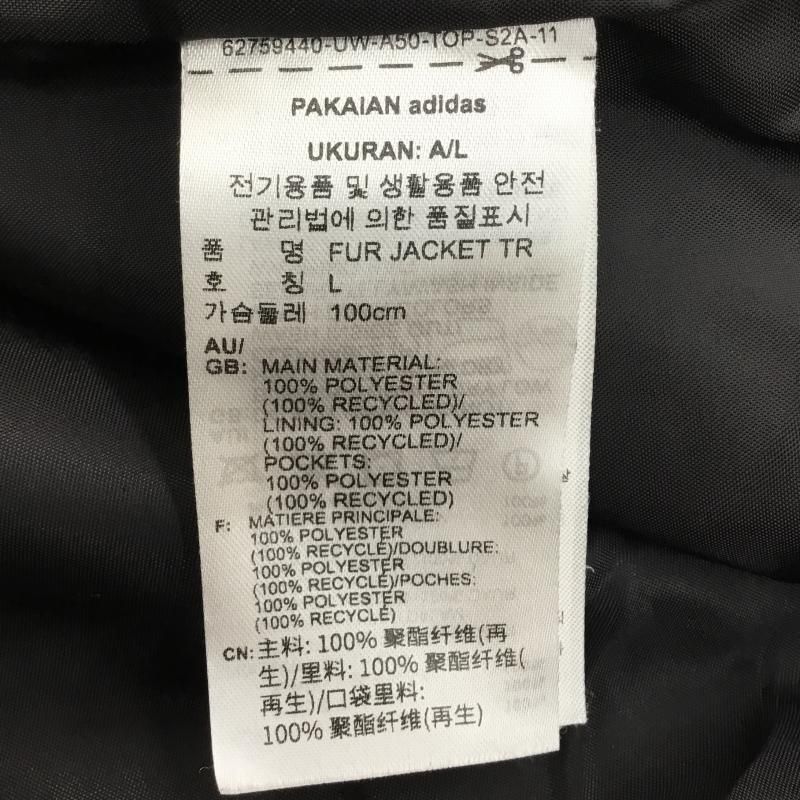 62759440-UW-A50-TOP-S2A-11
PAKAIAN adidas
UKURAN: A/L
전기용품 및 생활용품 안전
관리법에 의한 품질표시
품 명 FUR JACKET TR
호 칭 L
가슴둘레 100cm
AU/
GB: MAIN MATERIAL:
100% POLYESTER
(100% RECYCLED)/
LINING: 100% POLYESTER
(100% RECYCLED)/
POCKETS:
100% POLYESTER
(100% RECYCLED)
F: MATIERE PRINCIPALE:
100% POLYESTER
(100% RECYCLÉ)/DOUBLURE:
100% POLYESTER
(100% RECYCLÉ)/POCHES:
100% POLYESTER
(100% RECYCLÉ)
CN: 主料: 100% 聚酯纤维(再
生)/里料: 100% 聚酯纤维(
再生)/口袋里料:
100% 聚酯纤维(再生)